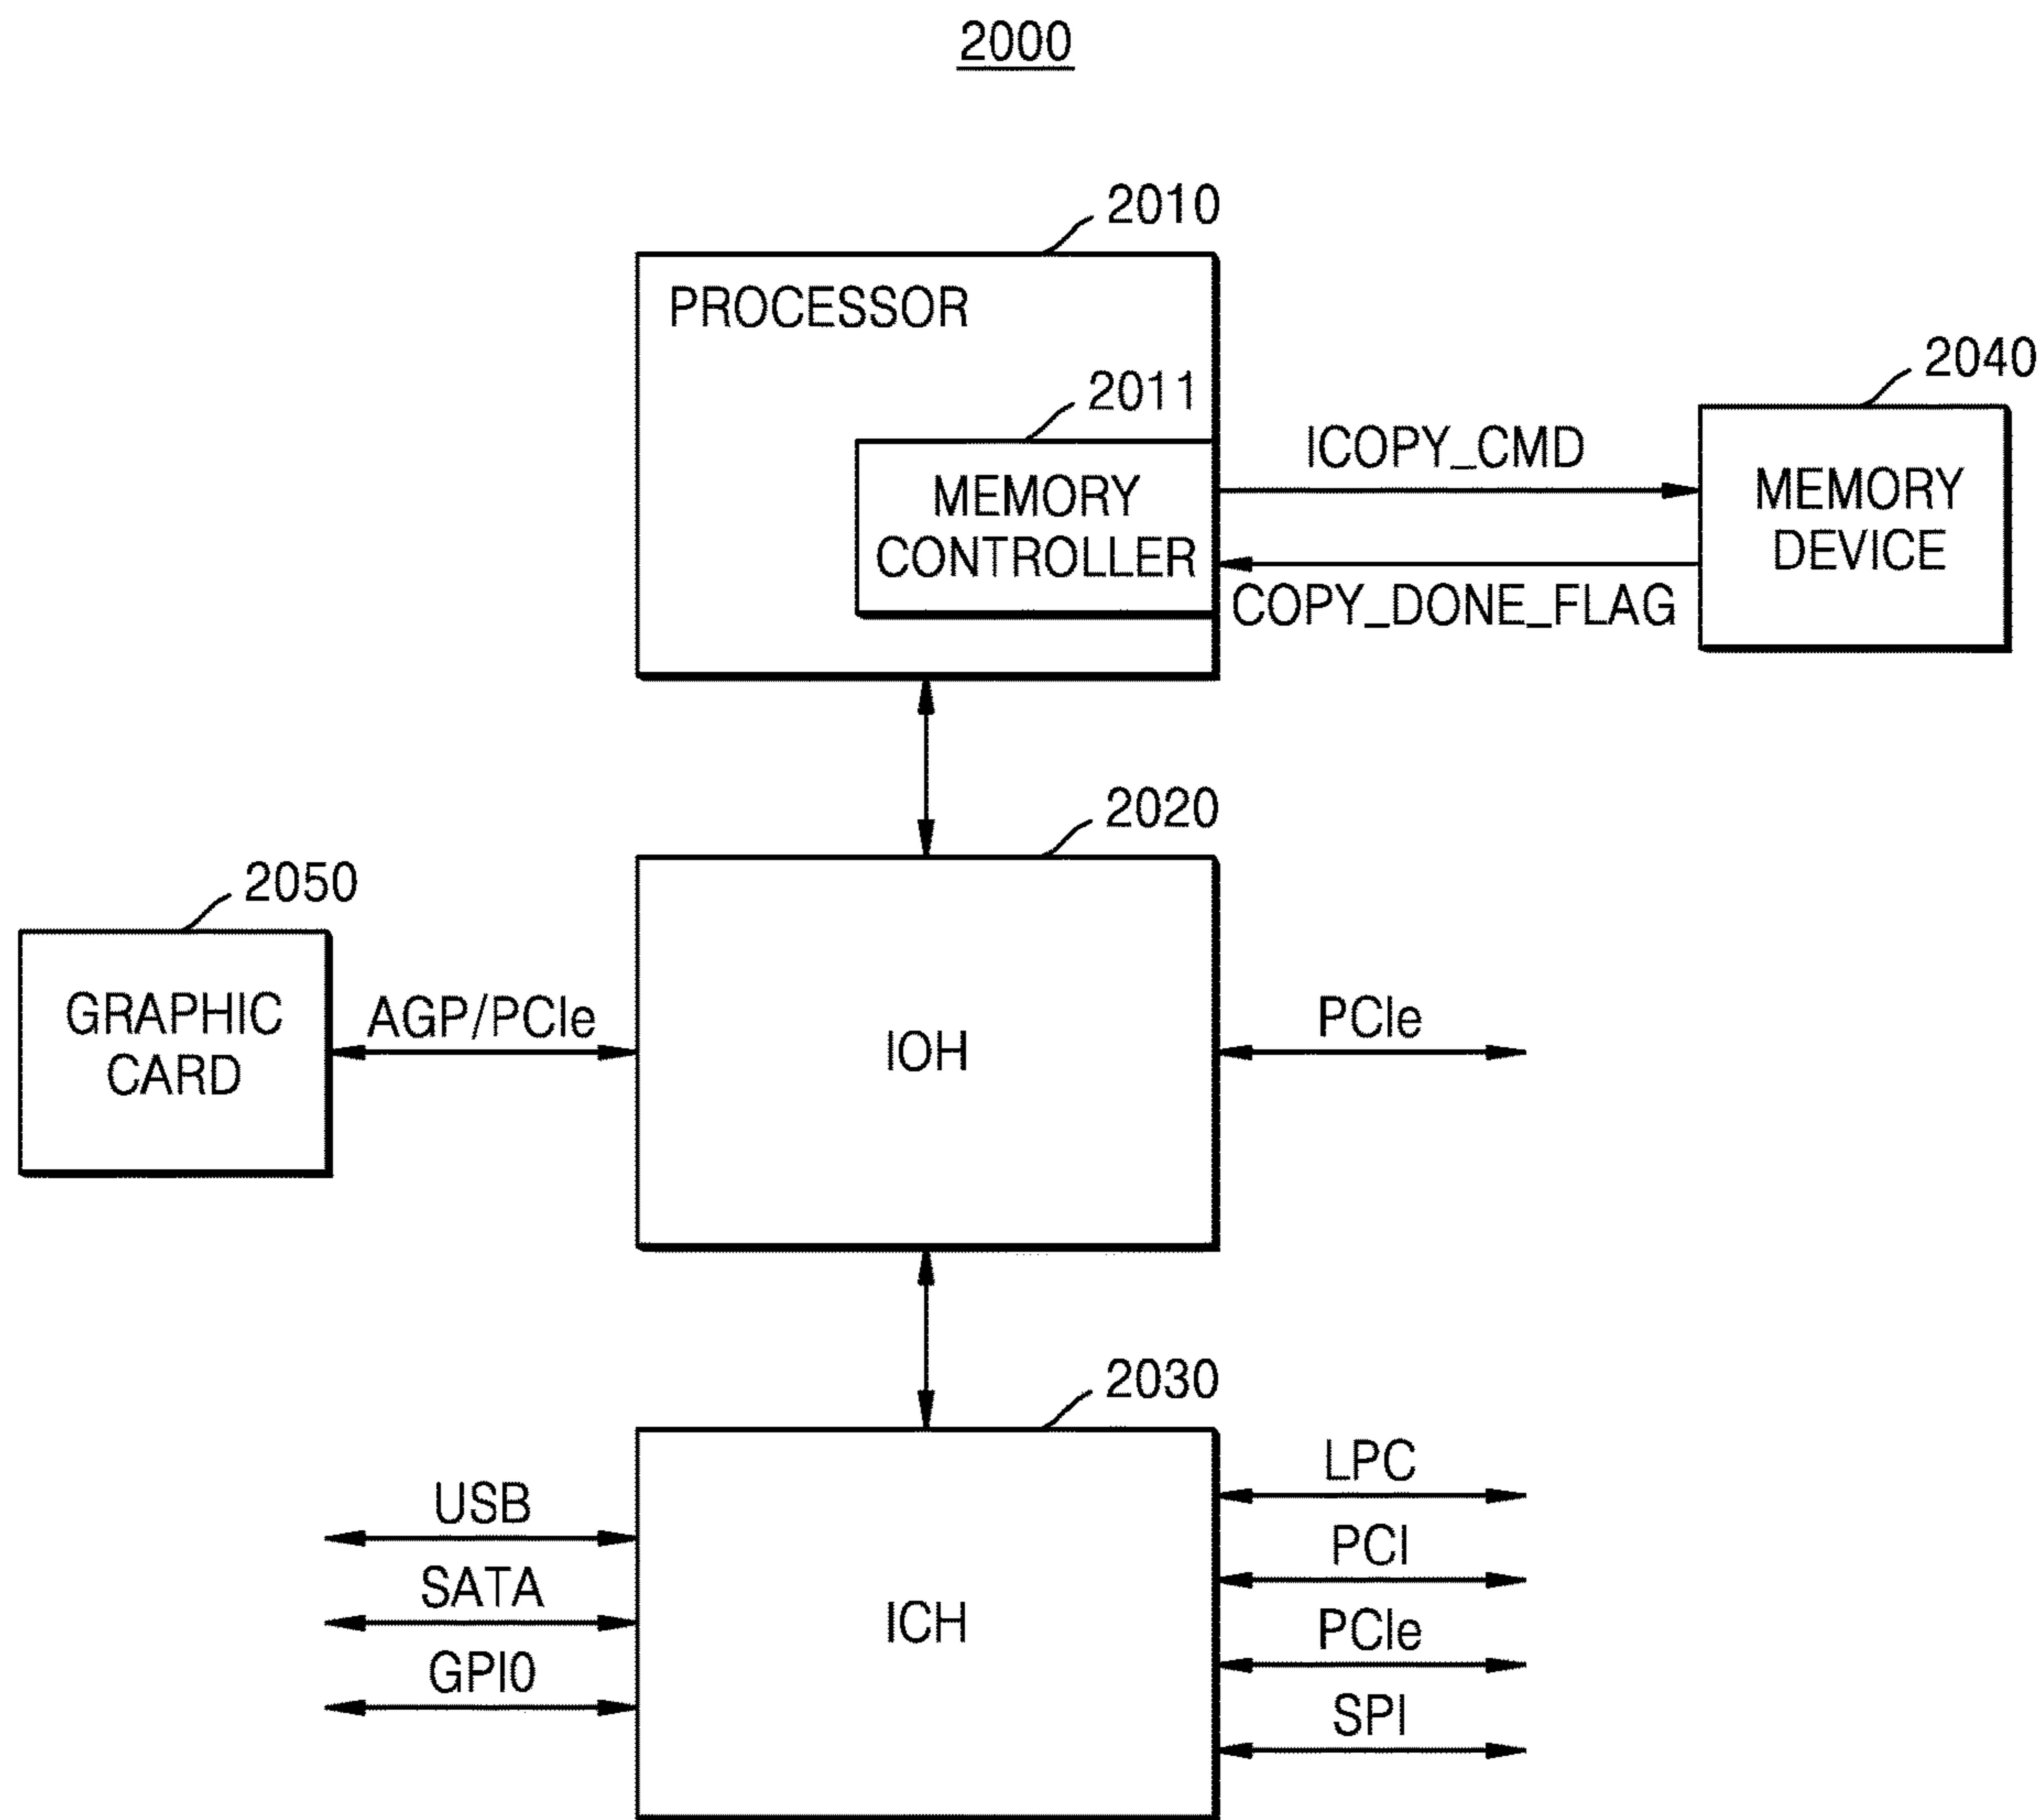 2000
2010
PROCESSOR
2011
2040
MEMORY
CONTROLLER
ICOPY_CMD
COPY_DONE_FLAG
MEMORY
DEVICE
2020
2050
GRAPHIC
CARD
AGP/PCIe
IOH
PCIe
2030
USB
SATA
GPI0
ICH
LPC
PCI
PCIe
SPI